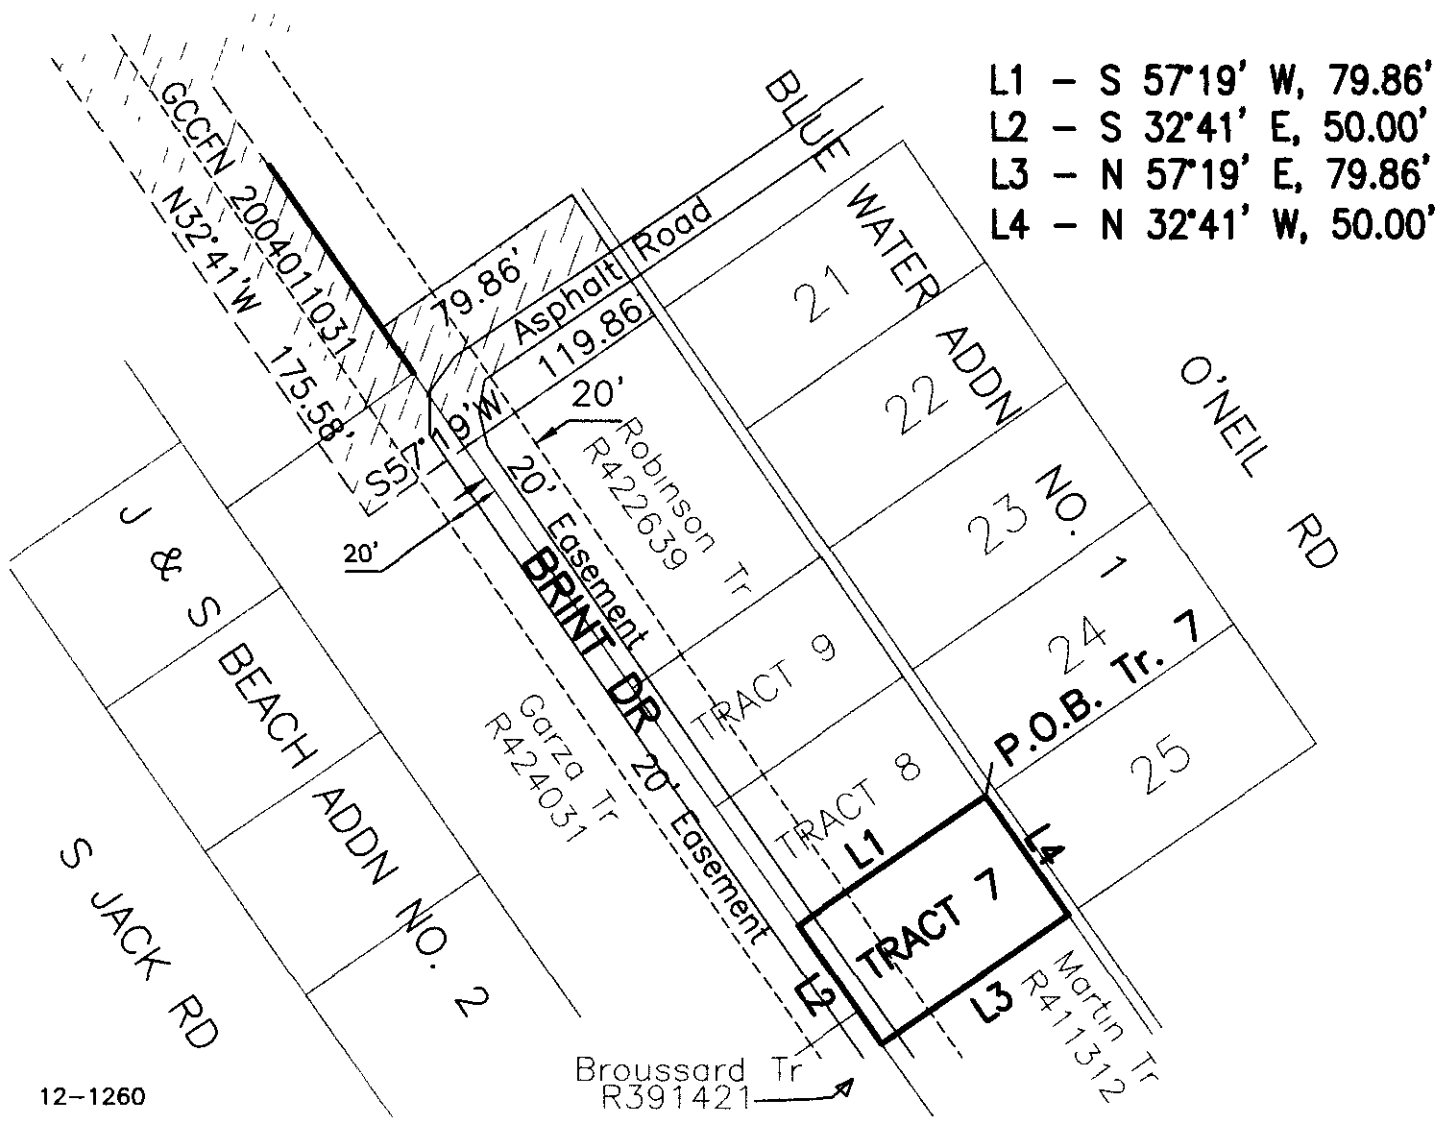 L1 – S 57°19' W, 79.86'
L2 – S 32°41' E, 50.00'
L3 – N 57°19' E, 79.86'
L4 – N 32°41' W, 50.00'
BLUE WATER ADDN NO. 1
GCCFN 2004011031
N32°41'W 175.58'
79.86'
Asphalt Road
119.86'
S57°19'W
20'
20'
21
22
23
24
25
O'NEIL RD
Robinson Tr
R422639
20' Easement
BRINT DR
20' Easement
J & S BEACH ADDN NO. 2
S JACK RD
Garza Tr
R424031
TRACT 9
TRACT 8
P.O.B. Tr. 7
L1
L4
TRACT 7
L2
L3
Martin Tr
R411312
Broussard Tr
R391421
12–1260